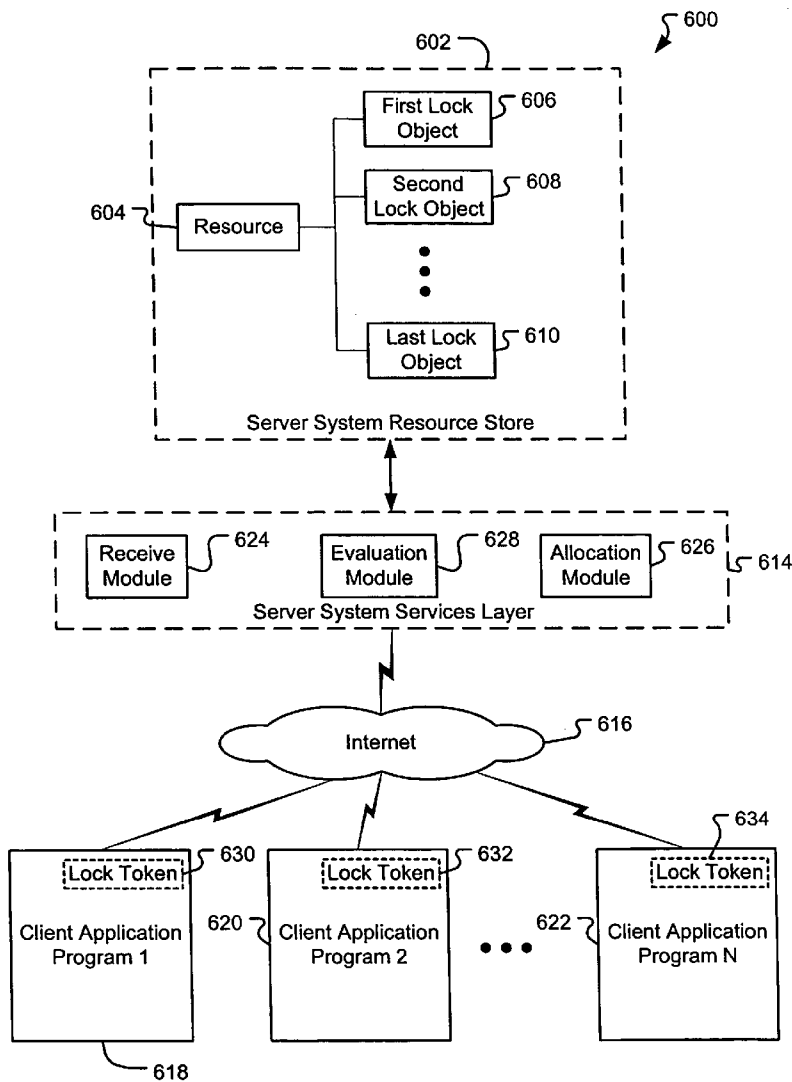 600
602
First Lock
Object
606
Second
Lock Object
608
604
Resource
Last Lock
Object
610
Server System Resource Store
Receive
Module
624
Evaluation
Module
628
Allocation
Module
626
614
Server System Services Layer
Internet
616
634
Lock Token
630
Lock Token
632
Lock Token
Client Application
Program 1
620
Client Application
Program 2
622
Client Application
Program N
618